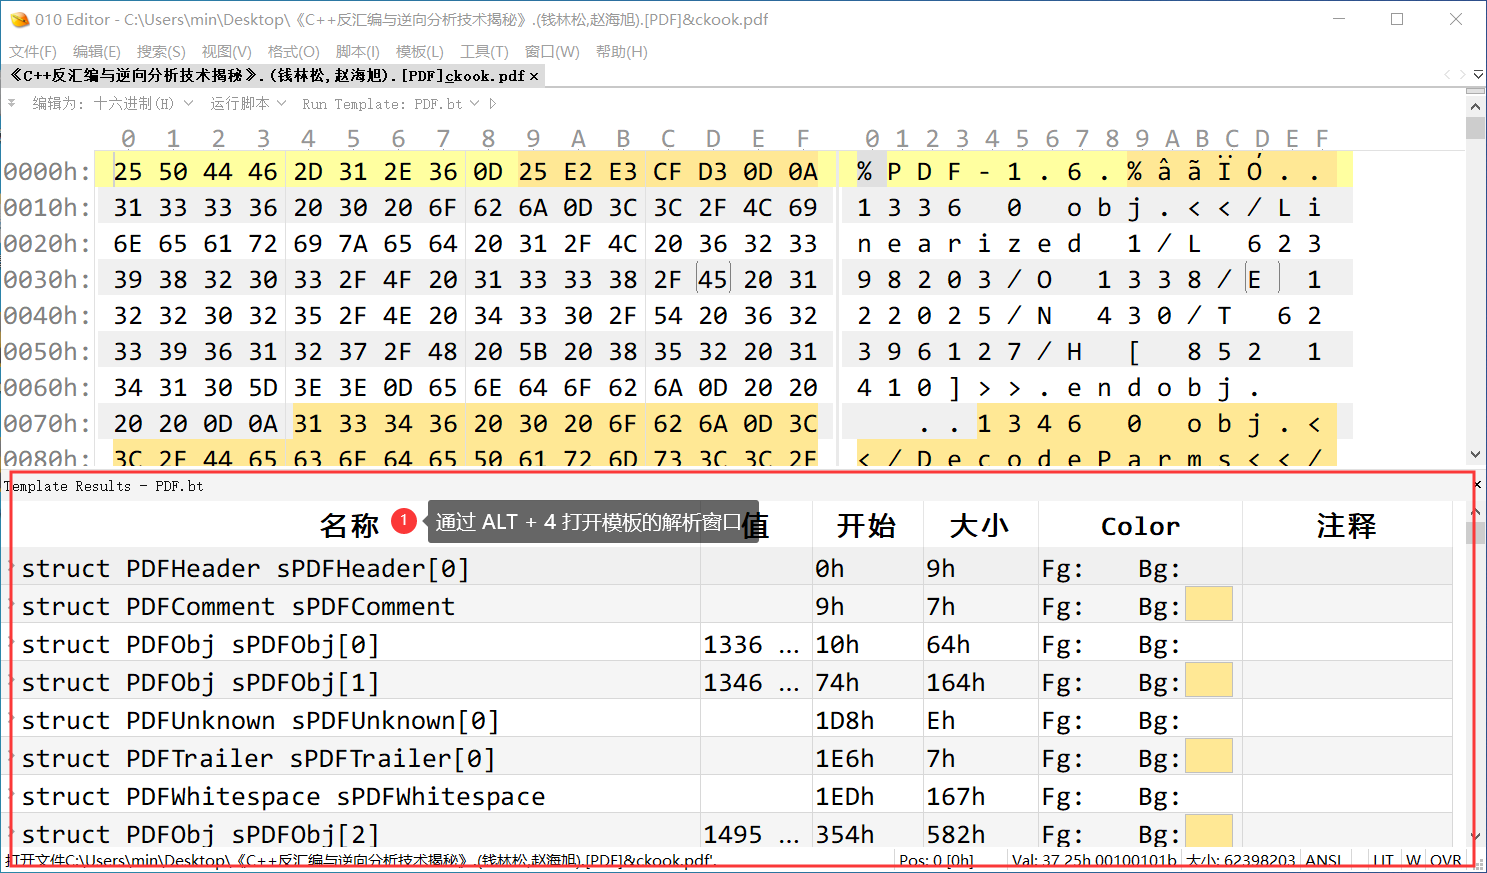 010 Editor - C:\Users\min\Desktop\《C++反汇编与逆向分析技术揭秘》.(钱林松,赵海旭).[PDF]&ckook.pdf
文件(F) 编辑(E) 搜索(S) 视图(V) 格式(O) 脚本(I) 模板(L) 工具(T) 窗口(W) 帮助(H)
《C++反汇编与逆向分析技术揭秘》.(钱林松,赵海旭).[PDF]ckook.pdf ×
编辑为: 十六进制(H) 运行脚本 Run Template: PDF.bt
0 1 2 3 4 5 6 7 8 9 A B C D E F 0 1 2 3 4 5 6 7 8 9 A B C D E F
0000h: 25 50 44 46 2D 31 2E 36 0D 25 E2 E3 CF D3 0D 0A %PDF-1.6.%âãÏÓ..
0010h: 31 33 33 36 20 30 20 6F 62 6A 0D 3C 3C 2F 4C 69 1336 0 obj.<</Li
0020h: 6E 65 61 72 69 7A 65 64 20 31 2F 4C 20 36 32 33 nearized 1/L 623
0030h: 39 38 32 30 33 2F 4F 20 31 33 33 38 2F 45 20 31 98203/O 1338/E 1
0040h: 32 32 30 32 35 2F 4E 20 34 33 30 2F 54 20 36 32 22025/N 430/T 62
0050h: 33 39 36 31 32 37 2F 48 20 5B 20 38 35 32 20 31 396127/H [ 852 1
0060h: 34 31 30 5D 3E 3E 0D 65 6E 64 6F 62 6A 0D 20 20 410]>>.endobj.
0070h: 20 20 0D 0A 31 33 34 36 20 30 20 6F 62 6A 0D 3C ..1346 0 obj.<
0080h: 3C 2F 44 65 63 6F 64 65 50 61 72 6D 73 3C 3C 2F </DecodeParms<</
Template Results - PDF.bt
名称 1 通过 ALT + 4 打开模板的解析窗口 值 开始 大小 Color 注释
struct PDFHeader sPDFHeader[0] 0h 9h Fg: Bg:
struct PDFComment sPDFComment 9h 7h Fg: Bg:
struct PDFObj sPDFObj[0] 1336 ... 10h 64h Fg: Bg:
struct PDFObj sPDFObj[1] 1346 ... 74h 164h Fg: Bg:
struct PDFUnknown sPDFUnknown[0] 1D8h Eh Fg: Bg:
struct PDFTrailer sPDFTrailer[0] 1E6h 7h Fg: Bg:
struct PDFWhitespace sPDFWhitespace 1EDh 167h Fg: Bg:
struct PDFObj sPDFObj[2] 1495 ... 354h 582h Fg: Bg:
打开文件C:\Users\min\Desktop\《C++反汇编与逆向分析技术揭秘》.(钱林松,赵海旭).[PDF]&ckook.pdf'. Pos: 0 [0h] Val: 37 25h 00100101b 大小: 62398203 ANSI LIT W OVR